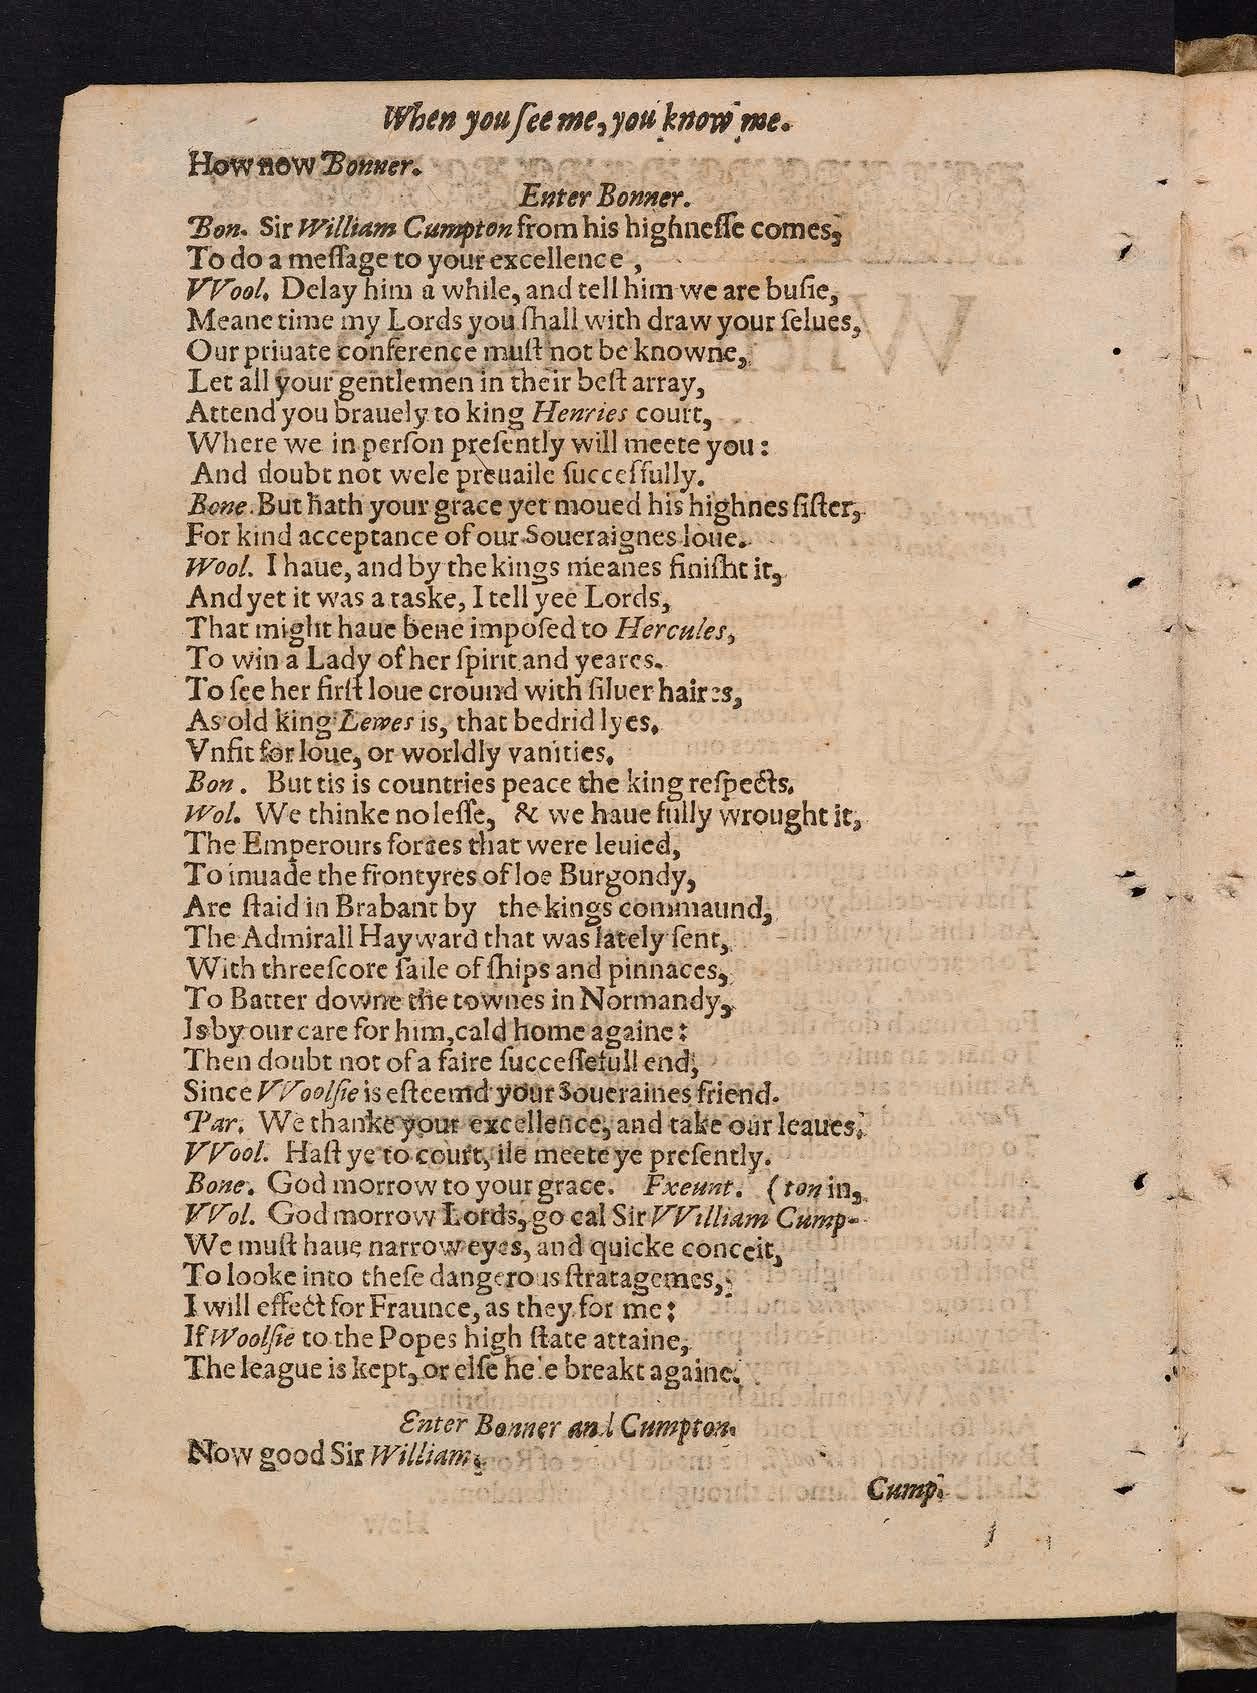 When you ſee me, you know me.
How now Bonner.
Enter Bonner.
Bon. Sir William Cumpton from his highneſſe comes,
To do a meſſage to your excellence ,
VVool. Delay him a while, and tell him we are buſie,
Meane time my Lords you ſhall with draw your ſelues,
Our priuate conference muſt not be knowne,
Let all your gentlemen in their beſt array,
Attend you brauely to king Henries court,
Where we in perſon preſently will meete you:
And doubt not wele preuaile ſucceſſully.
Bone. But hath your grace yet moued his highnes ſiſter,
For kind acceptance of our Soueraignes loue.
Wool. I haue, and by the kings meanes finiſht it,
And yet it was a taske, I tell yee Lords,
That might haue bene impoſed to Hercules,
To win a Lady of her ſpirit and yeares.
To ſee her firſt loue cround with ſiluer haires,
As old king Lewes is, that bedrid lyes,
Vnfit for loue, or worldly vanities.
Bon. But tis is countries peace the king reſpects.
Wol. We thinke no leſſe, & we haue fully wrought it,
The Emperours forces that were leuied,
To inuade the frontyres of loe Burgondy,
Are ſtaid in Brabant by the kings commaund,
The Admirall Hayward that was lately ſent,
With threeſcore ſaile of ſhips and pinnaces,
To Batter downe the townes in Normandy,
Is by our care for him, cald home againe:
Then doubt not of a faire ſucceſſefull end,
Since VVoolſie is eſteemd your Soueraines friend.
Par. We thanke your excellence, and take our leaues.
VVool. Haſt ye to court, ile meete ye preſently.
Bone. God morrow to your grace. Fxeunt. (ton in,
VVol. God morrow Lords, go cal Sir VVilliam Cump-
We muſt haue narrow eyes, and quicke conceit,
To looke into theſe dangerous ſtratagemes,
I will effect for Fraunce, as they for me:
If Woolſie to the Popes high ſtate attaine,
The league is kept, or elſe hele breakt againe.
Enter Bonner and Cumpton.
Now good Sir William.
Cump.